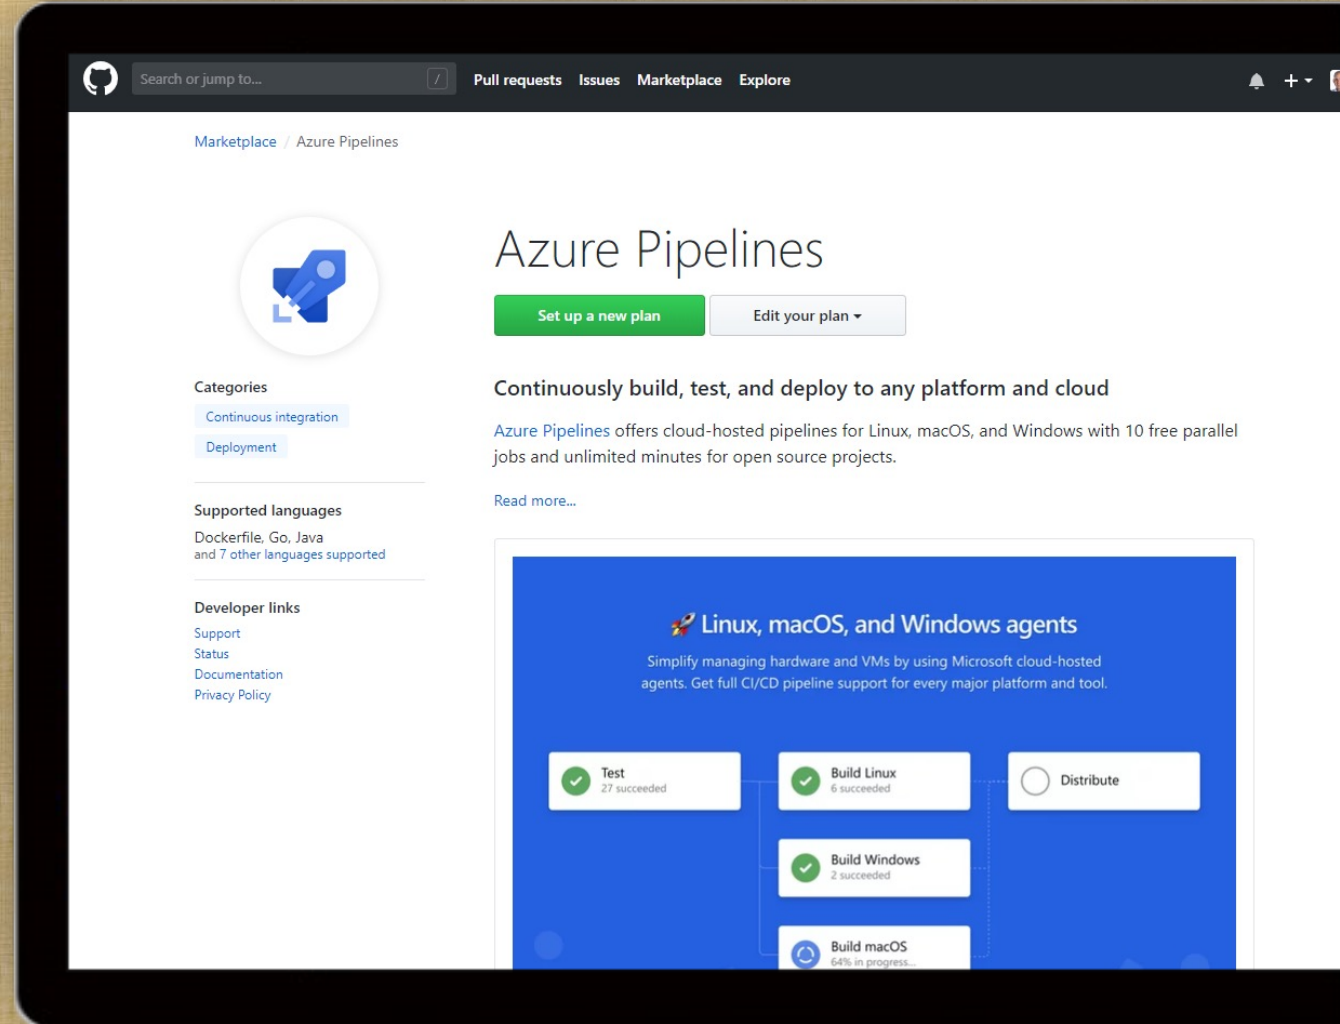 Search or jump to... /
Pull requests Issues Marketplace Explore
Marketplace / Azure Pipelines
Azure Pipelines
Set up a new plan
Edit your plan
Categories
Continuous integration
Deployment
Supported languages
Dockerfile, Go, Java
and 7 other languages supported
Developer links
Support
Status
Documentation
Privacy Policy
Continuously build, test, and deploy to any platform and cloud
Azure Pipelines offers cloud-hosted pipelines for Linux, macOS, and Windows with 10 free parallel
jobs and unlimited minutes for open source projects.
Read more...
Linux, macOS, and Windows agents
Simplify managing hardware and VMs by using Microsoft cloud-hosted
agents. Get full CI/CD pipeline support for every major platform and tool.
Test
27 succeeded
Build Linux
6 succeeded
Distribute
Build Windows
2 succeeded
Build macOS
64% in progress...